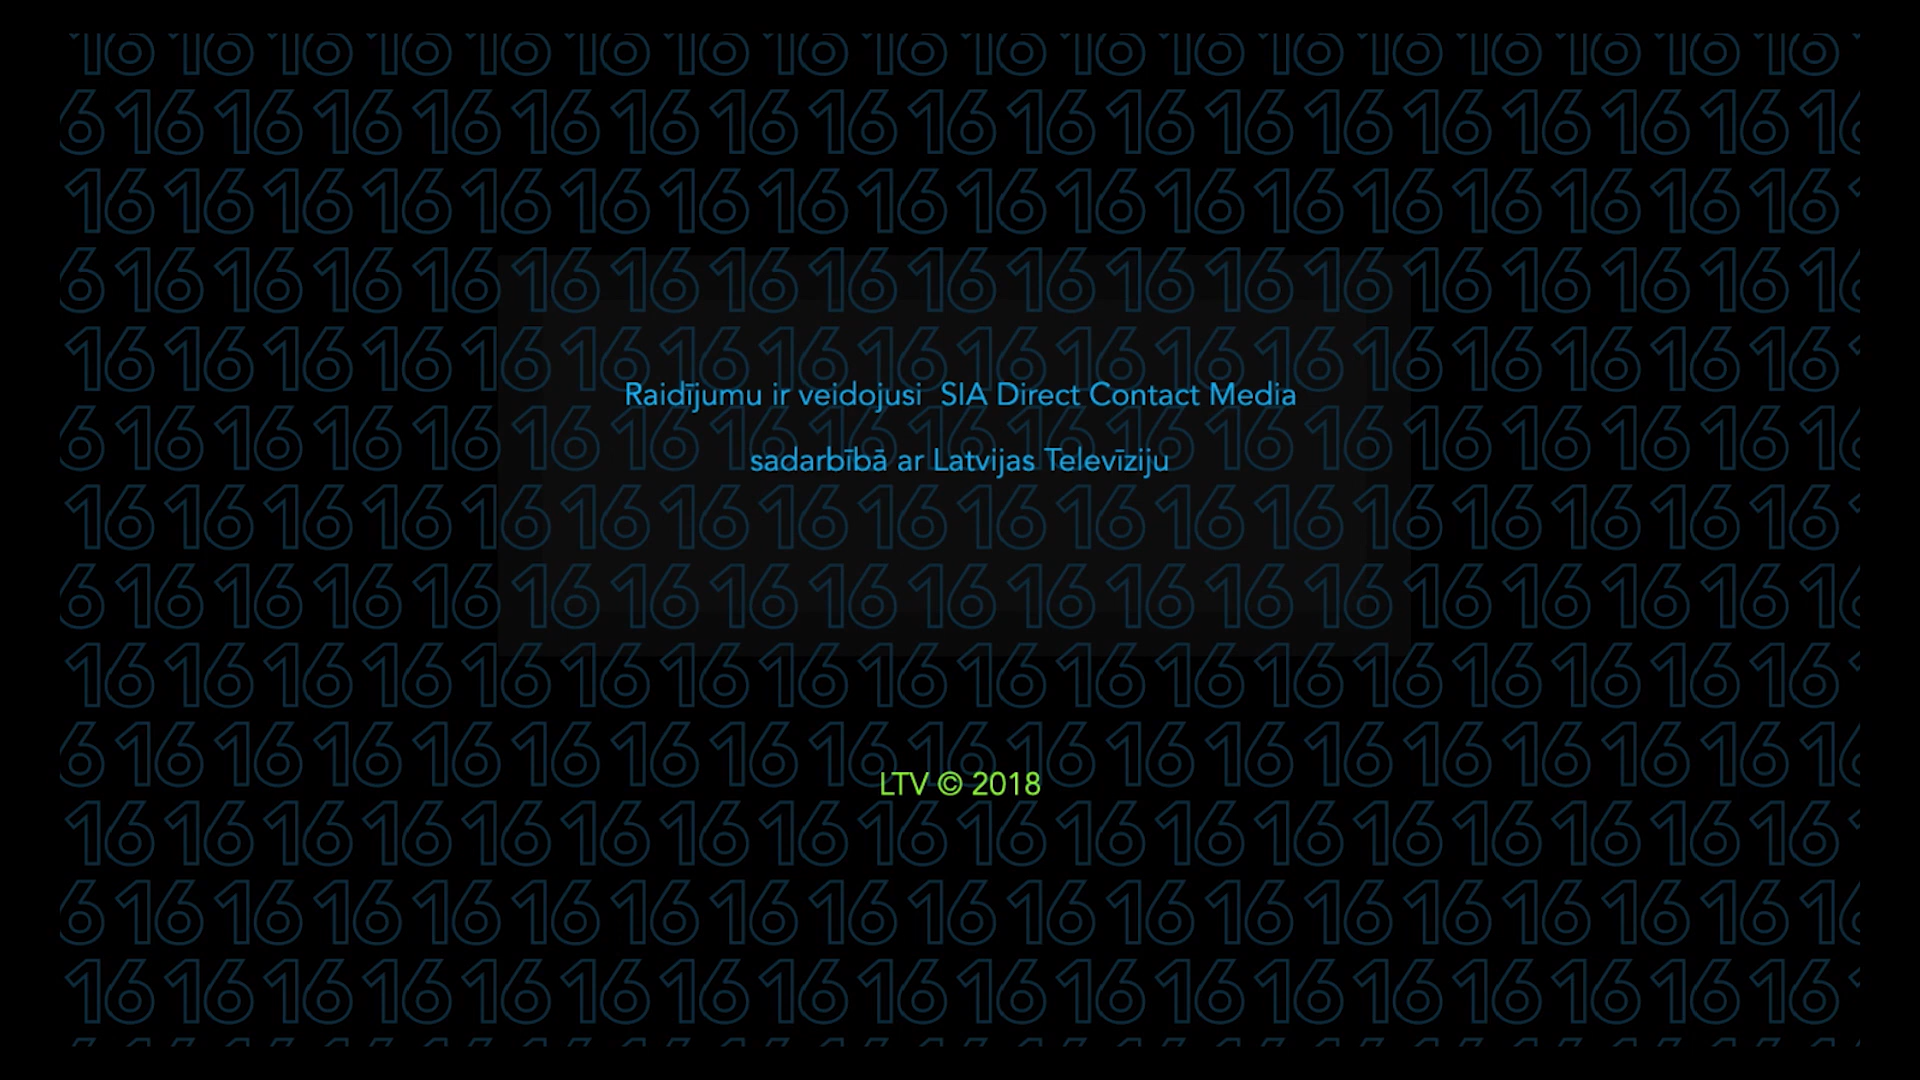 Raidījumu ir veidojusi  SIA Direct Contact Media
sadarbībā ar Latvijas Televīziju
LTV © 2018